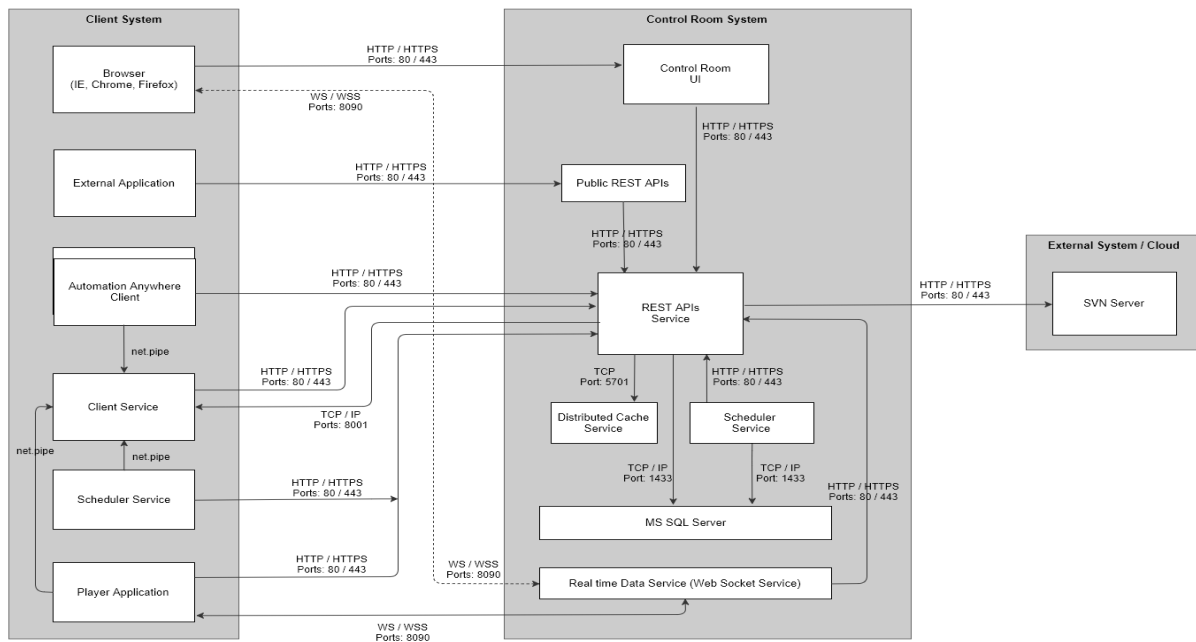 Client System
Control Room System
External System / Cloud
Browser
(IE, Chrome, Firefox)
HTTP / HTTPS
Ports: 80 / 443
Control Room
UI
WS / WSS
Ports: 8090
HTTP / HTTPS
Ports: 80 / 443
External Application
HTTP / HTTPS
Ports: 80 / 443
Public REST APIs
HTTP / HTTPS
Ports: 80 / 443
Automation Anywhere
Client
HTTP / HTTPS
Ports: 80 / 443
REST APIs
Service
HTTP / HTTPS
Ports: 80 / 443
SVN Server
net.pipe
Client Service
HTTP / HTTPS
Ports: 80 / 443
TCP / IP
Ports: 8001
TCP
Port: 5701
HTTP / HTTPS
Ports: 80 / 443
Distributed Cache
Service
Scheduler
Service
net.pipe
net.pipe
Scheduler Service
HTTP / HTTPS
Ports: 80 / 443
TCP / IP
Port: 1433
TCP / IP
Port: 1433
HTTP / HTTPS
Ports: 80 / 443
MS SQL Server
Player Application
HTTP / HTTPS
Ports: 80 / 443
WS / WSS
Ports: 8090
Real time Data Service (Web Socket Service)
WS / WSS
Ports: 8090